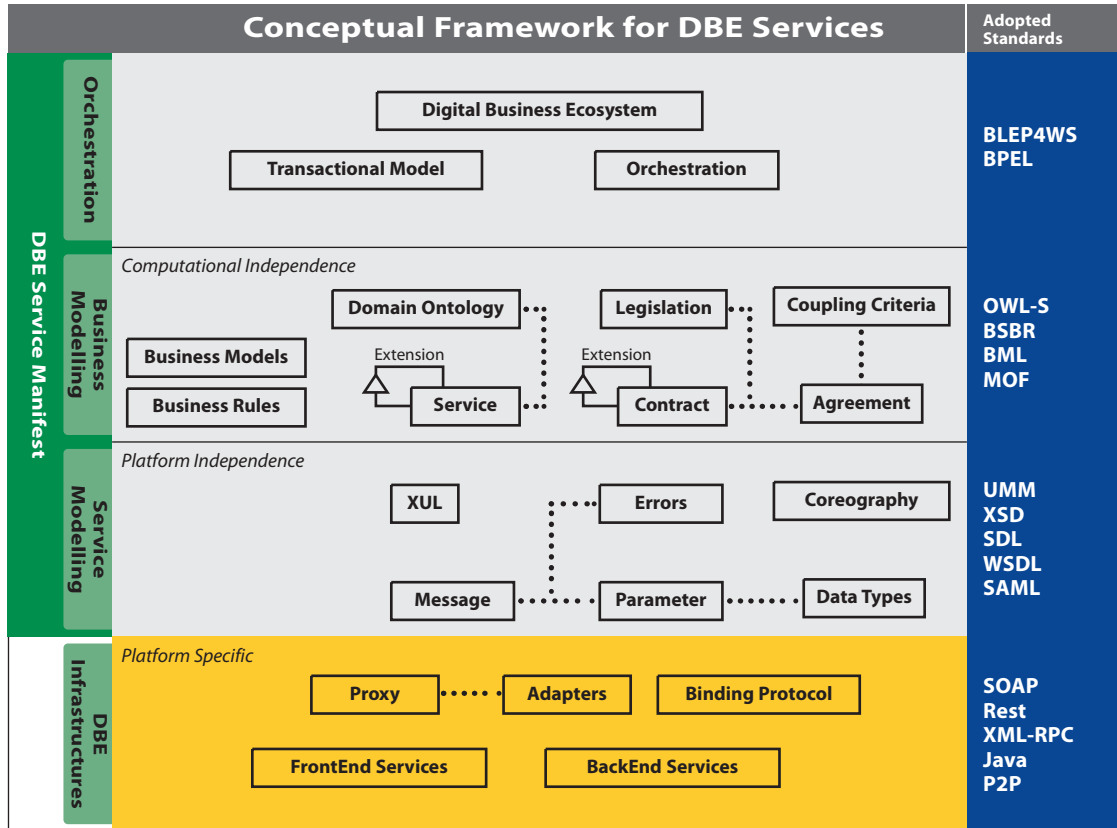 Conceptual Framework for DBE Services
Adopted
Standards
DBE Service Manifest
Orchestration
Digital Business Ecosystem
Transactional Model
Orchestration
BLEP4WS
BPEL
Business
Modelling
Computational Independence
Domain Ontology
Legislation
Coupling Criteria
Business Models
Extension
Extension
Business Rules
Service
Contract
Agreement
OWL-S
BSBR
BML
MOF
Service
Modelling
Platform Independence
XUL
Errors
Coreography
Message
Parameter
Data Types
UMM
XSD
SDL
WSDL
SAML
DBE
Infrastructures
Platform Specific
Proxy
Adapters
Binding Protocol
FrontEnd Services
BackEnd Services
SOAP
Rest
XML-RPC
Java
P2P